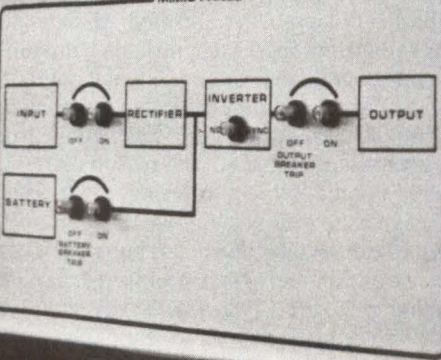 INPUT
OFF ON
RECTIFIER
INVERTER
OFF ON
OUTPUT
BREAKER
TRIP
OUTPUT
BATTERY
OFF ON
BATTERY
BREAKER
TRIP